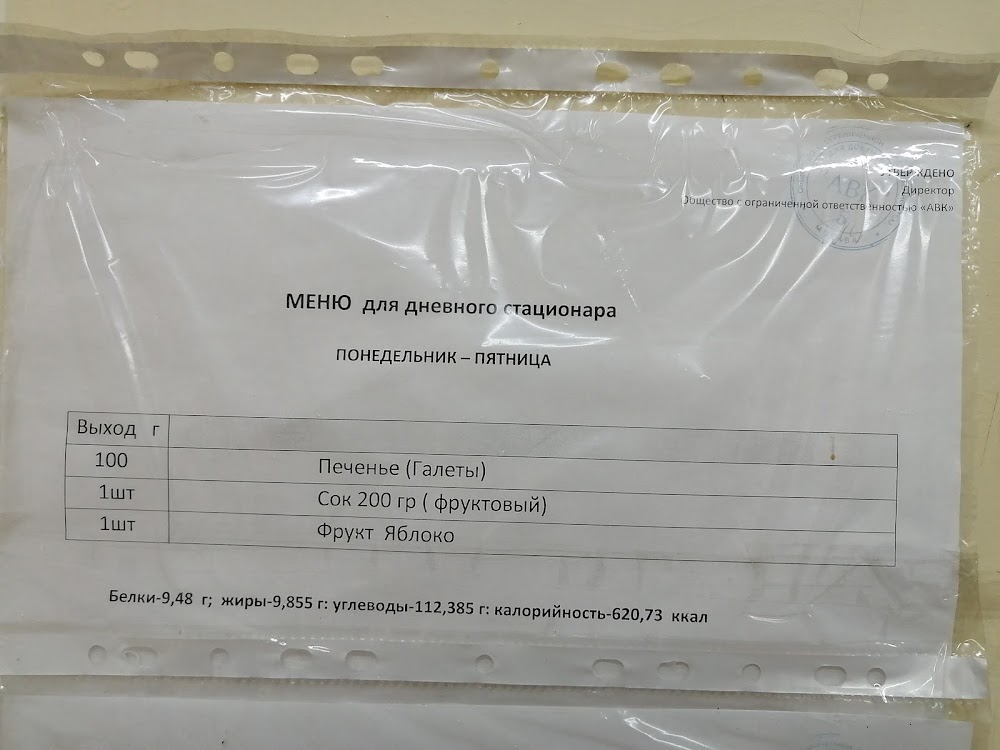 УТВЕРЖДЕНО
Директор
Общество с ограниченной ответственностью «АВК»
МЕНЮ для дневного стационара
ПОНЕДЕЛЬНИК – ПЯТНИЦА
Выход г
100 Печенье (Галеты)
1шт Сок 200 гр ( фруктовый)
1шт Фрукт Яблоко
Белки-9,48 г; жиры-9,855 г: углеводы-112,385 г: калорийность-620,73 ккал